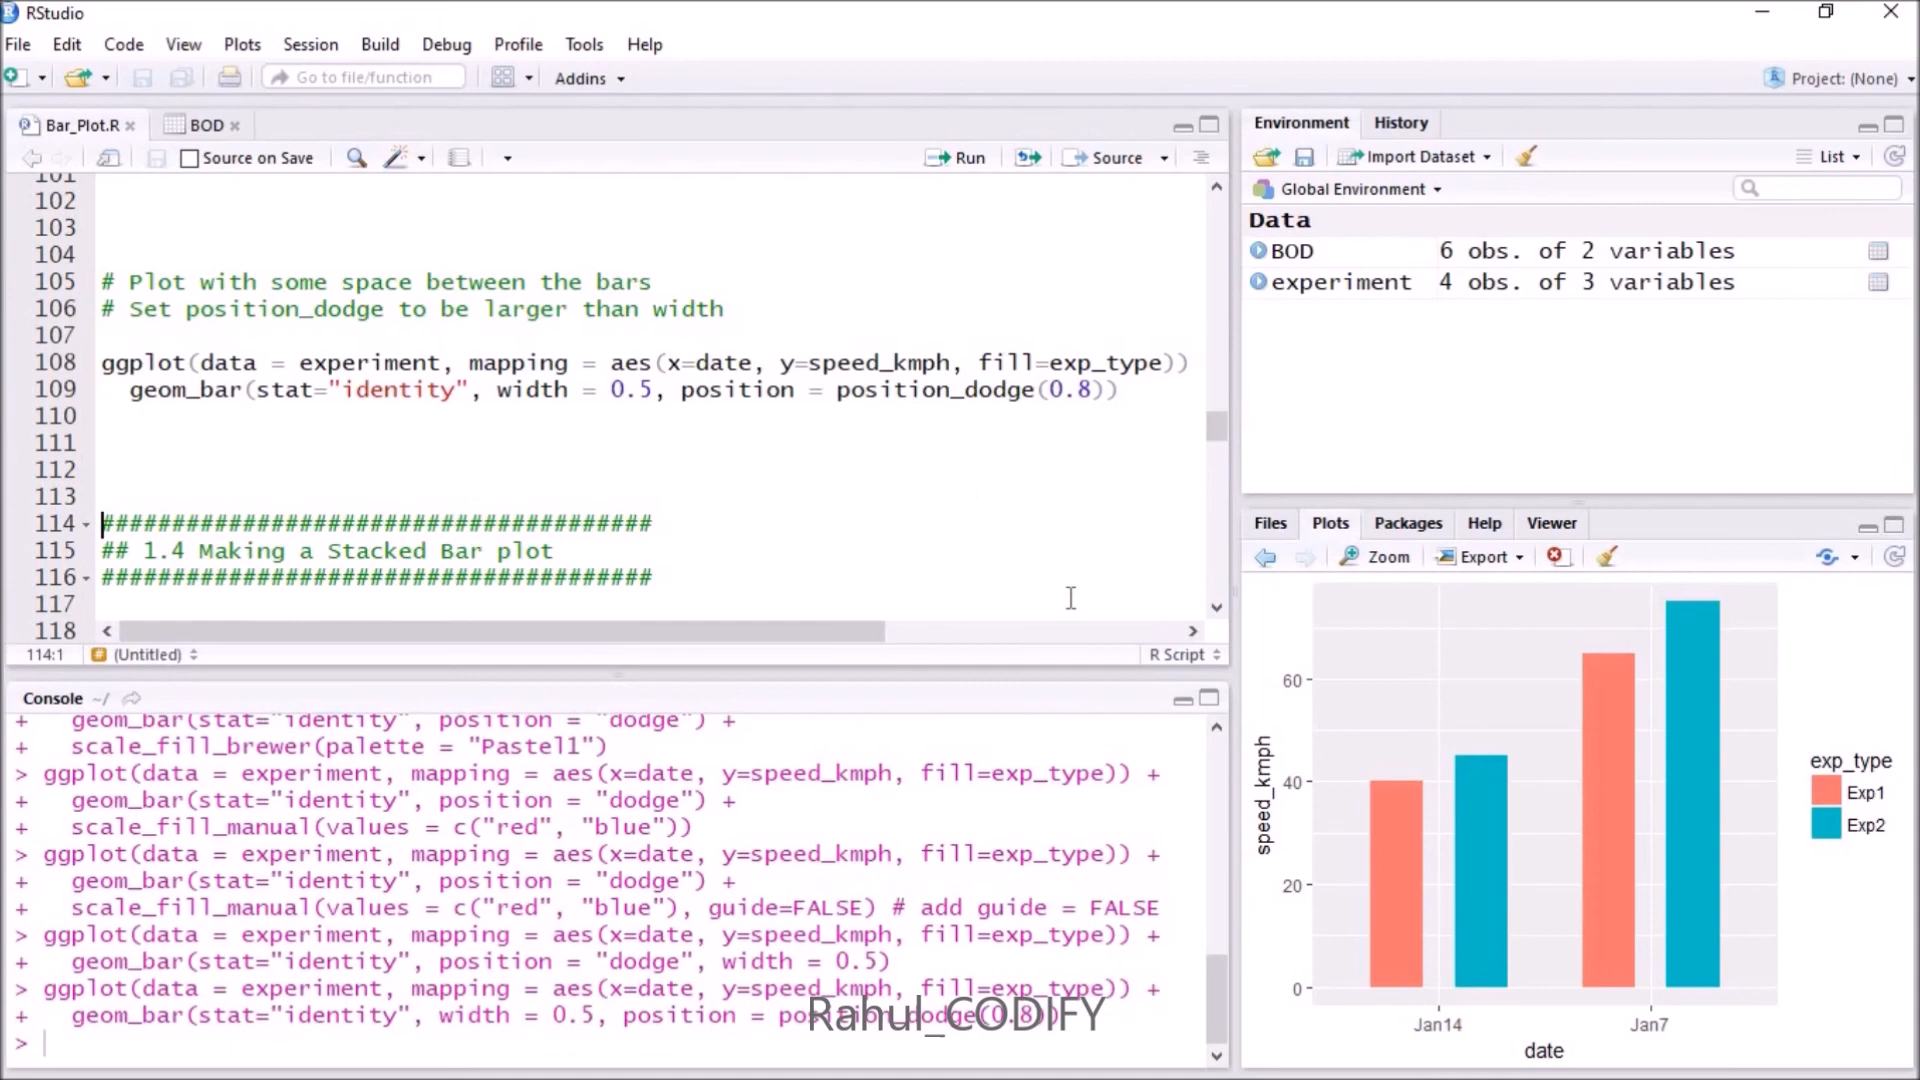 RStudio
File Edit Code View Plots Session Build Debug Profile Tools Help
Go to file/function Addins Project: (None)
Bar_Plot.R BOD
Source on Save Run Source
101
102
103
104
105 # Plot with some space between the bars
106 # Set position_dodge to be larger than width
107
108 ggplot(data = experiment, mapping = aes(x=date, y=speed_kmph, fill=exp_type))
109 geom_bar(stat="identity", width = 0.5, position = position_dodge(0.8))
110
111
112
113
114 #######################################
115 ## 1.4 Making a Stacked Bar plot
116 #######################################
117
118
114:1 (Untitled) R Script
Console ~/
+ geom_bar(stat="identity", position = "dodge") +
+ scale_fill_brewer(palette = "Pastel1")
> ggplot(data = experiment, mapping = aes(x=date, y=speed_kmph, fill=exp_type)) +
+ geom_bar(stat="identity", position = "dodge") +
+ scale_fill_manual(values = c("red", "blue"))
> ggplot(data = experiment, mapping = aes(x=date, y=speed_kmph, fill=exp_type)) +
+ geom_bar(stat="identity", position = "dodge") +
+ scale_fill_manual(values = c("red", "blue"), guide=FALSE) # add guide = FALSE
> ggplot(data = experiment, mapping = aes(x=date, y=speed_kmph, fill=exp_type)) +
+ geom_bar(stat="identity", position = "dodge", width = 0.5)
> ggplot(data = experiment, mapping = aes(x=date, y=speed_kmph, fill=exp_type)) +
+ geom_bar(stat="identity", width = 0.5, position = position_dodge(0.8))
>
Rahul_CODIFY
Environment History
Import Dataset List
Global Environment
Data
BOD 6 obs. of 2 variables
experiment 4 obs. of 3 variables
Files Plots Packages Help Viewer
Zoom Export
speed_kmph
60
40
20
0
Jan14 Jan7
date
exp_type
Exp1
Exp2